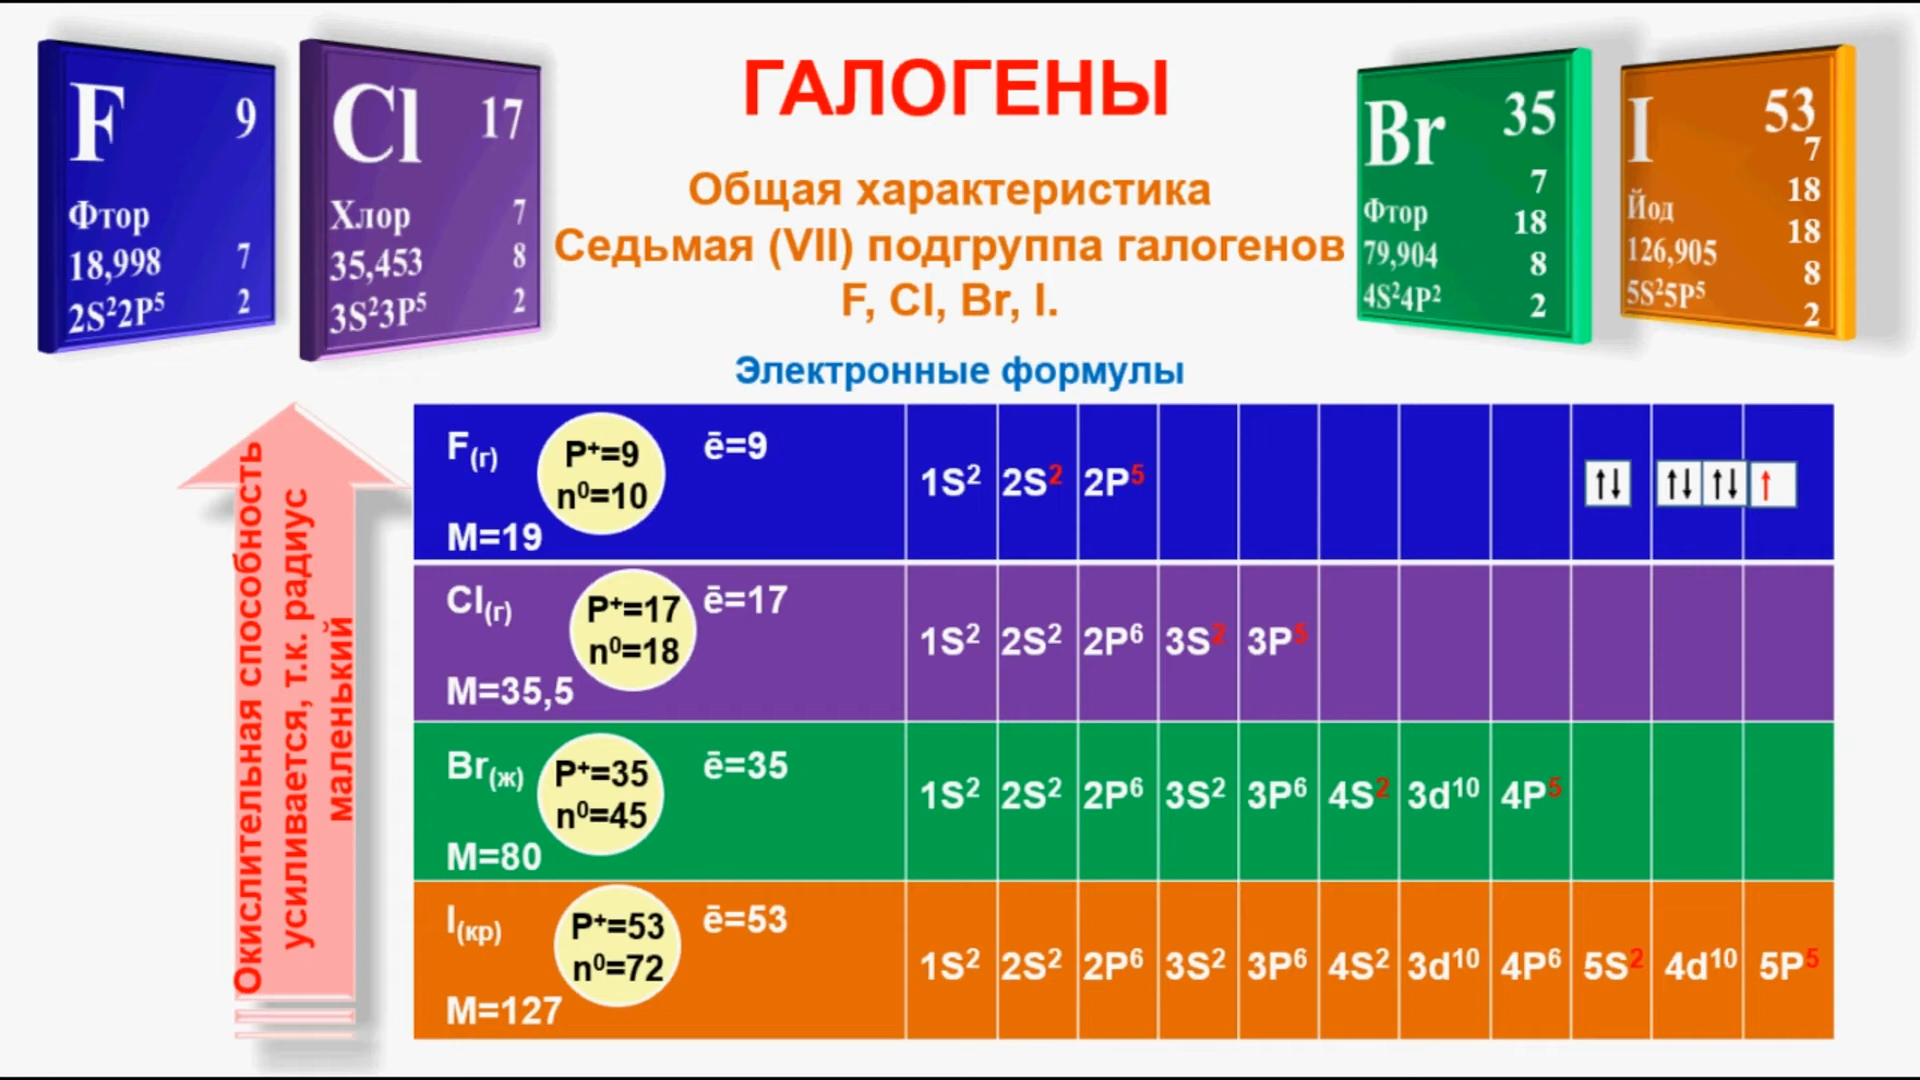 F 9
Фтор
18,998 7
2S²2P⁵ 2
Cl 17
Хлор 7
35,453 8
3S²3P⁵ 2
ГАЛОГЕНЫ
Общая характеристика
Седьмая (VII) подгруппа галогенов
F, Cl, Br, I.
Br 35
7
Фтор 18
79,904 8
4S²4P² 2
I 53
7
18
Йод 18
126,905 8
5S²5P⁵ 2
Электронные формулы
Окислительная способность
усиливается, т.к. радиус
маленький
F(г) P⁺=9 ē=9
n⁰=10
M=19
1S² 2S² 2P⁵ ↑↓ ↑↓ ↑↓ ↑
Cl(г) P⁺=17 ē=17
n⁰=18
M=35,5
1S² 2S² 2P⁶ 3S² 3P⁵
Br(ж) P⁺=35 ē=35
n⁰=45
M=80
1S² 2S² 2P⁶ 3S² 3P⁶ 4S² 3d¹⁰ 4P⁵
I(кр) P⁺=53 ē=53
n⁰=72
M=127
1S² 2S² 2P⁶ 3S² 3P⁶ 4S² 3d¹⁰ 4P⁶ 5S² 4d¹⁰ 5P⁵